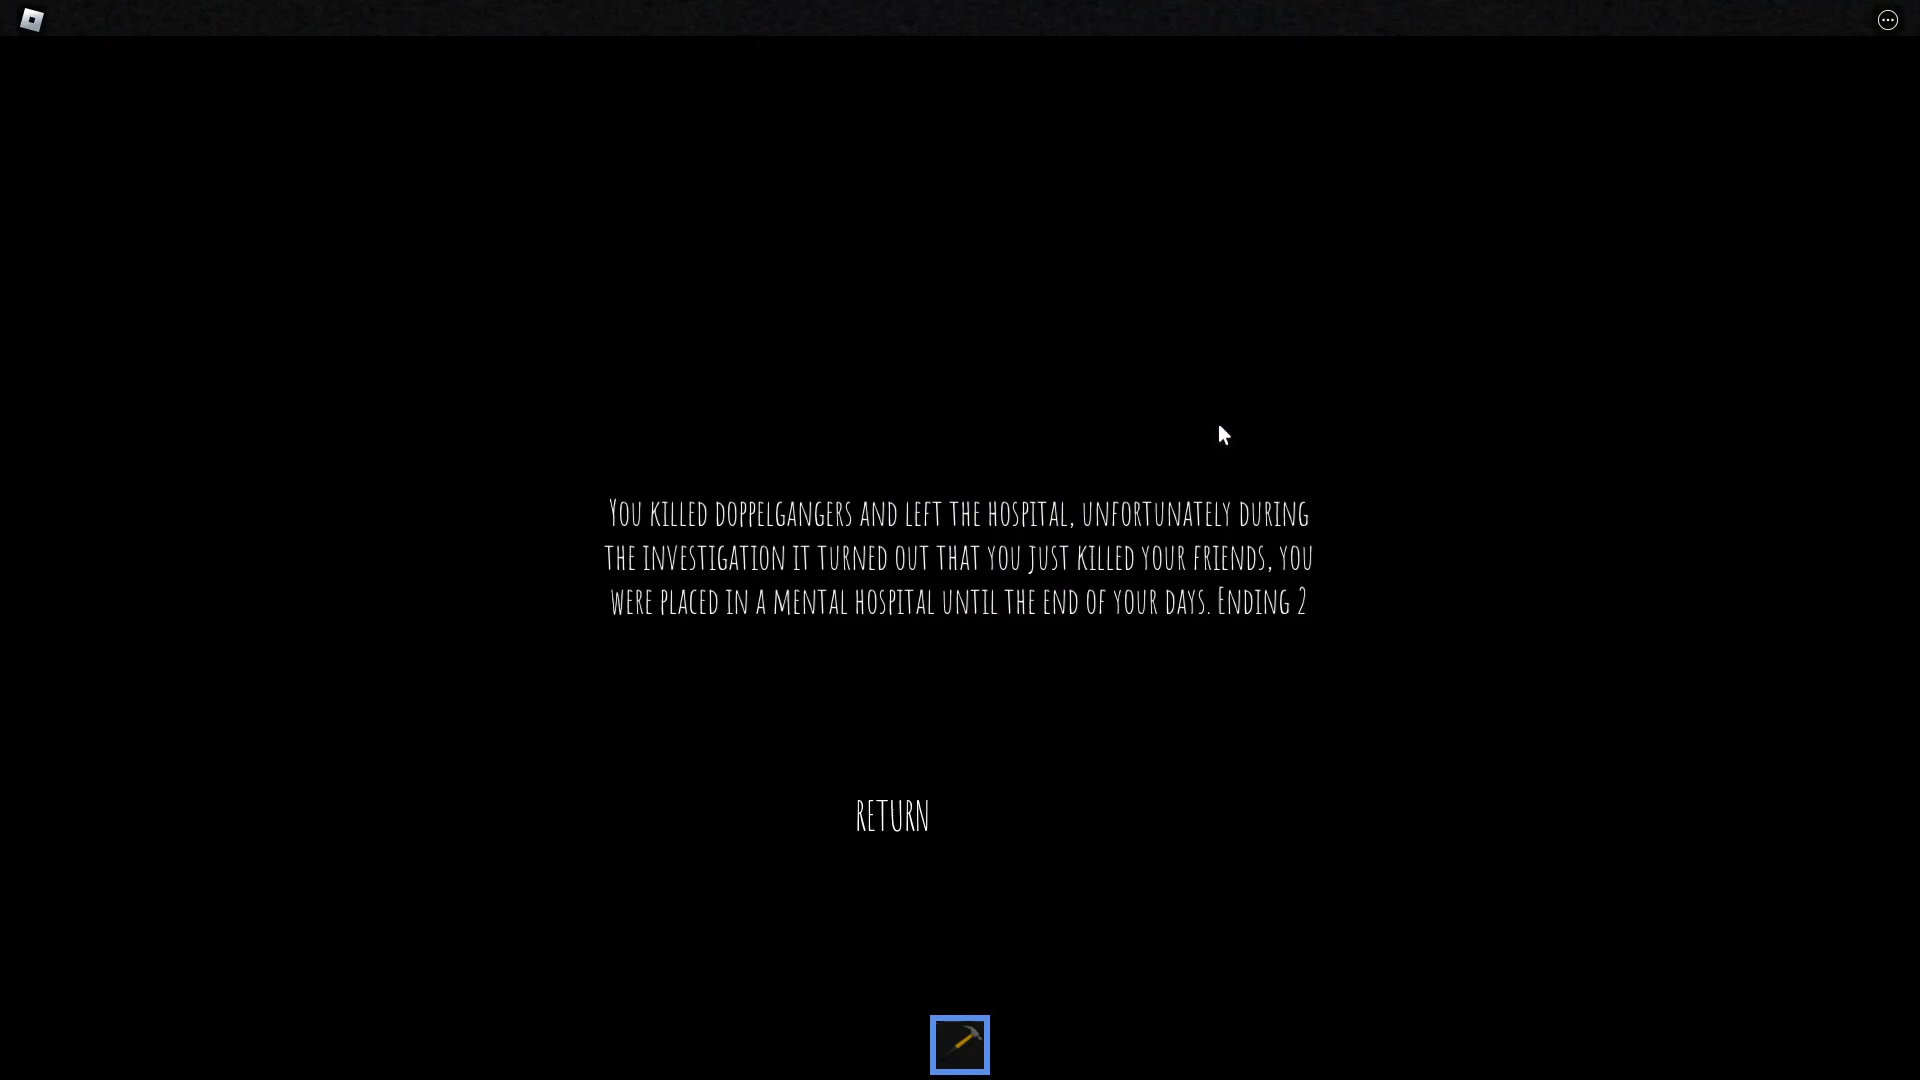 You killed doppelgangers and left the hospital, unfortunately during
the investigation it turned out that you just killed your friends, you
were placed in a mental hospital until the end of your days. Ending 2
RETURN